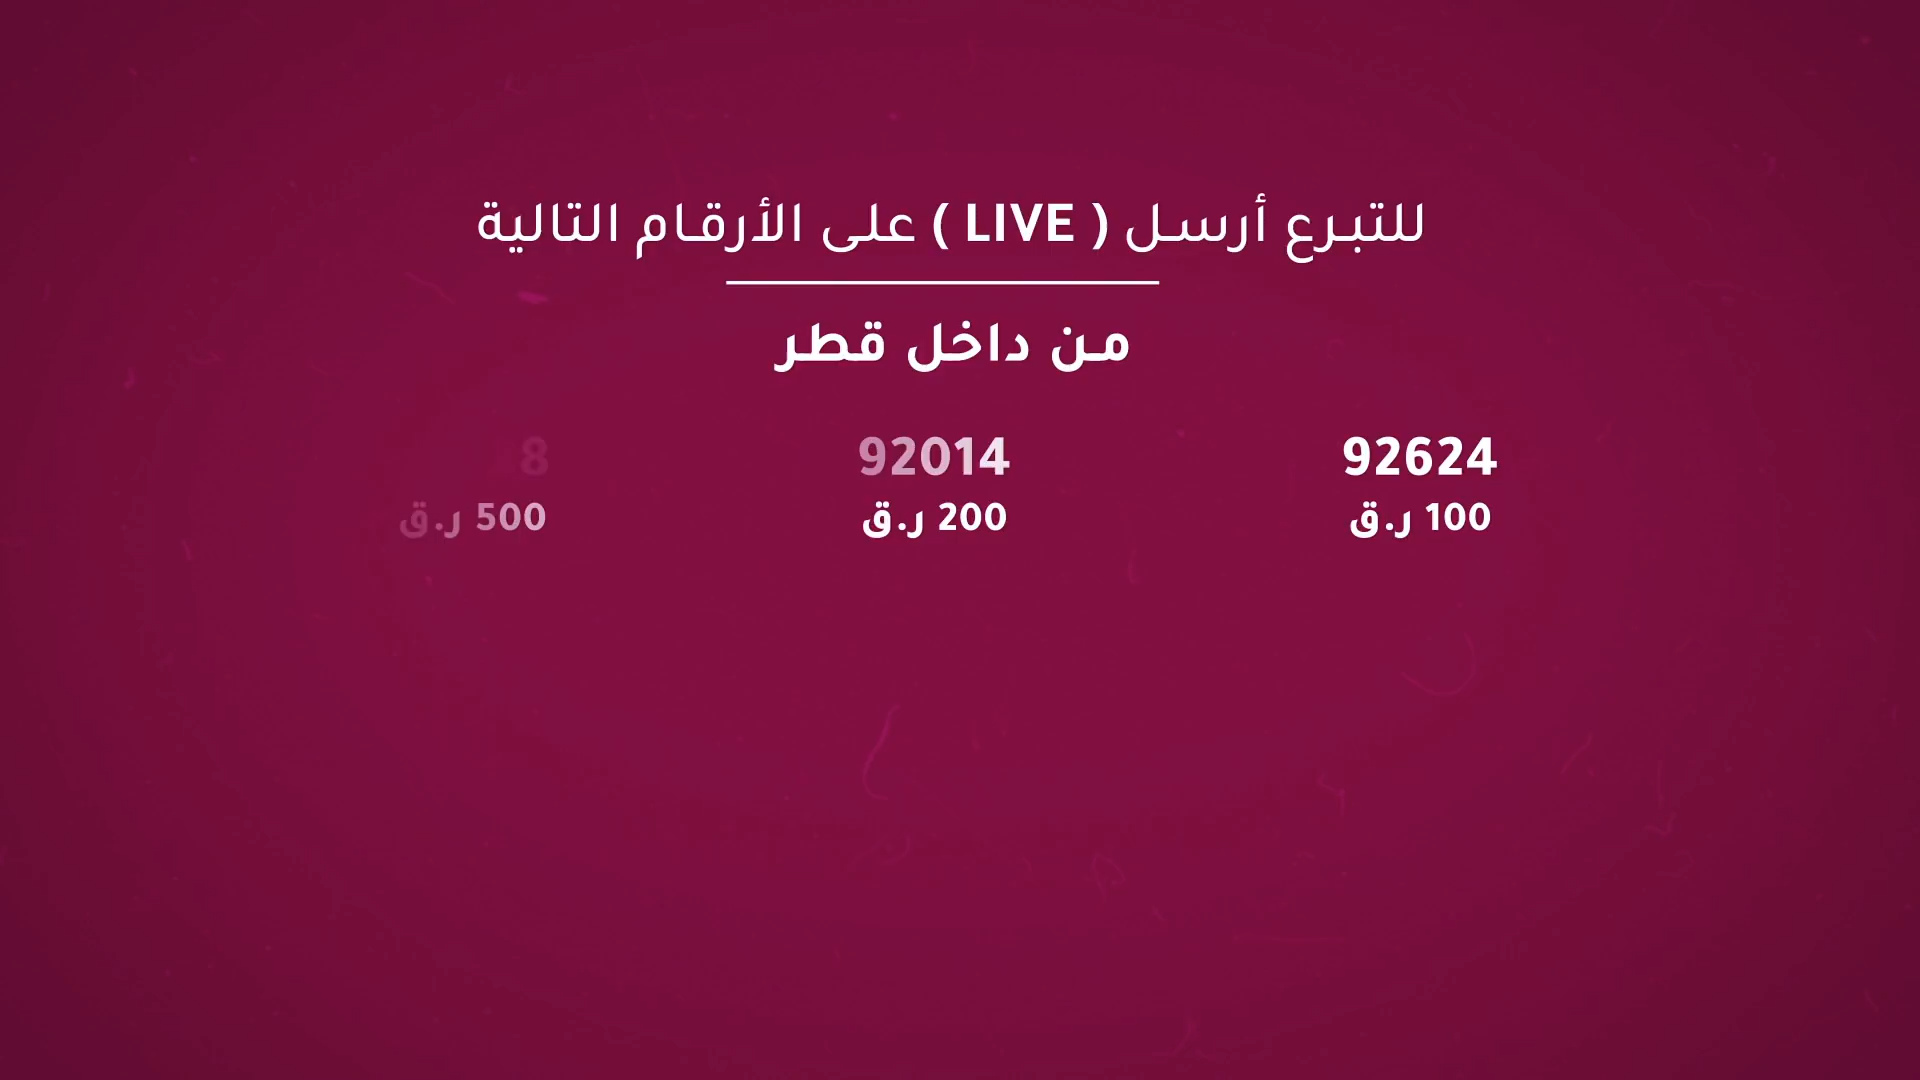 للتبرع أرسل ( LIVE ) على الأرقام التالية
من داخل قطر
92624 92014
100 ر.ق 200 ر.ق 500 ر.ق